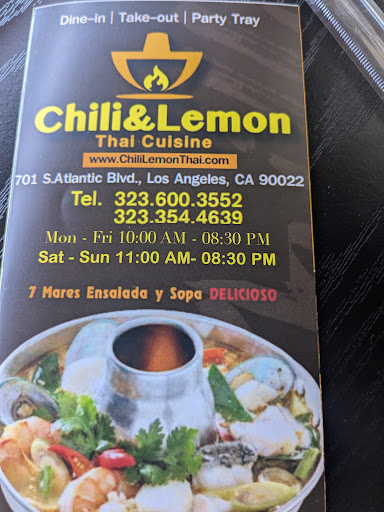 Dine-in | Take-out | Party Tray
Chili&Lemon
Thai Cuisine
www.ChiliLemonThai.com
701 S.Atlantic Blvd., Los Angeles, CA 90022
Tel. 323.600.3552
323.354.4639
Mon - Fri 10:00 AM - 08:30 PM
Sat - Sun 11:00 AM- 08:30 PM
7 Mares Ensalada y Sopa DELICIOSO